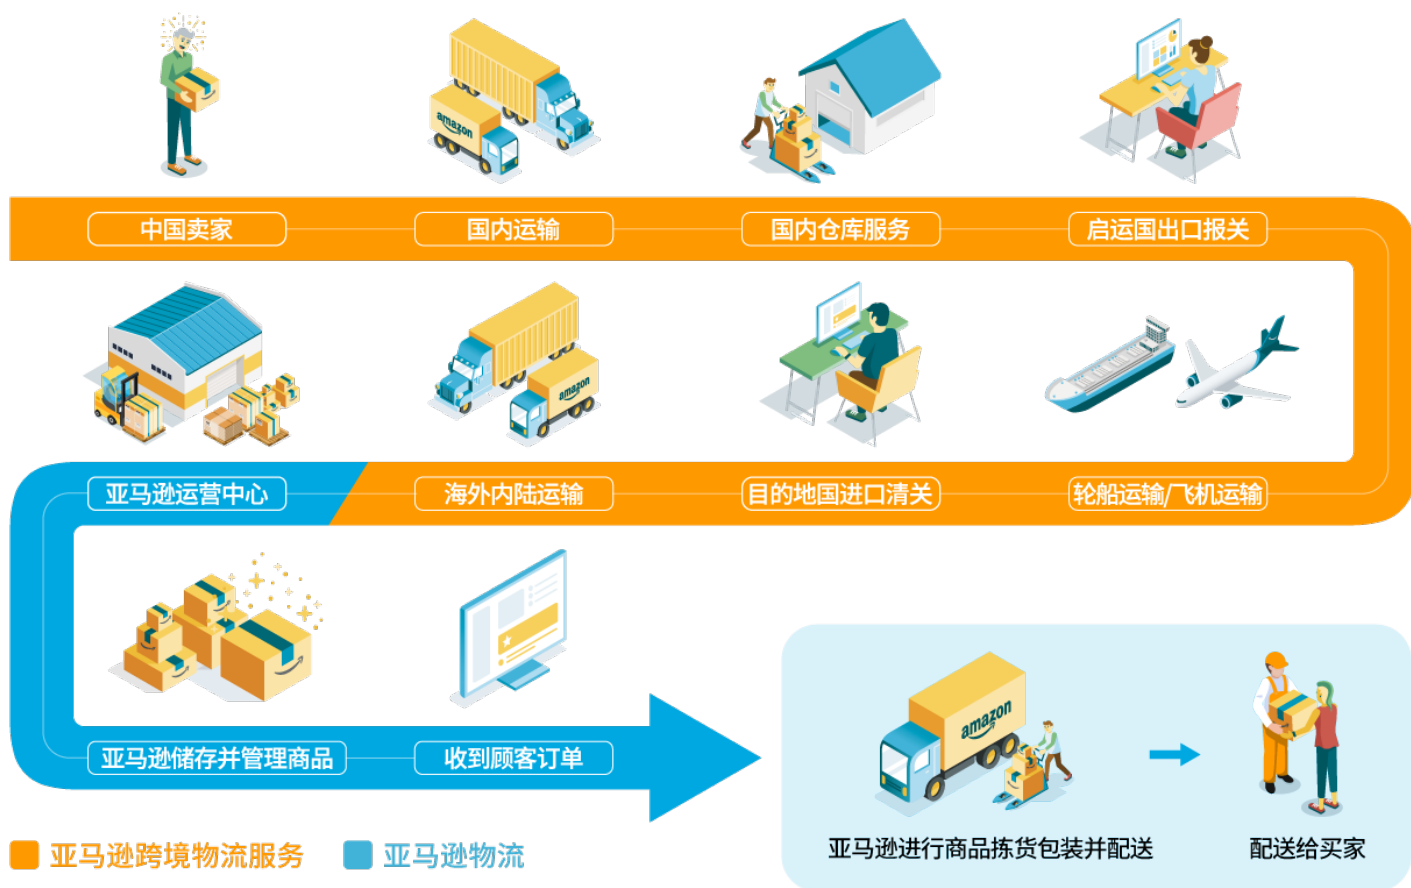 amazon
中国卖家
国内运输
国内仓库服务
启运国出口报关
amazon
亚马逊运营中心
海外内陆运输
目的地国进口清关
轮船运输/飞机运输
amazon
亚马逊储存并管理商品
收到顾客订单
亚马逊进行商品拣货包装并配送
配送给买家
亚马逊跨境物流服务
亚马逊物流